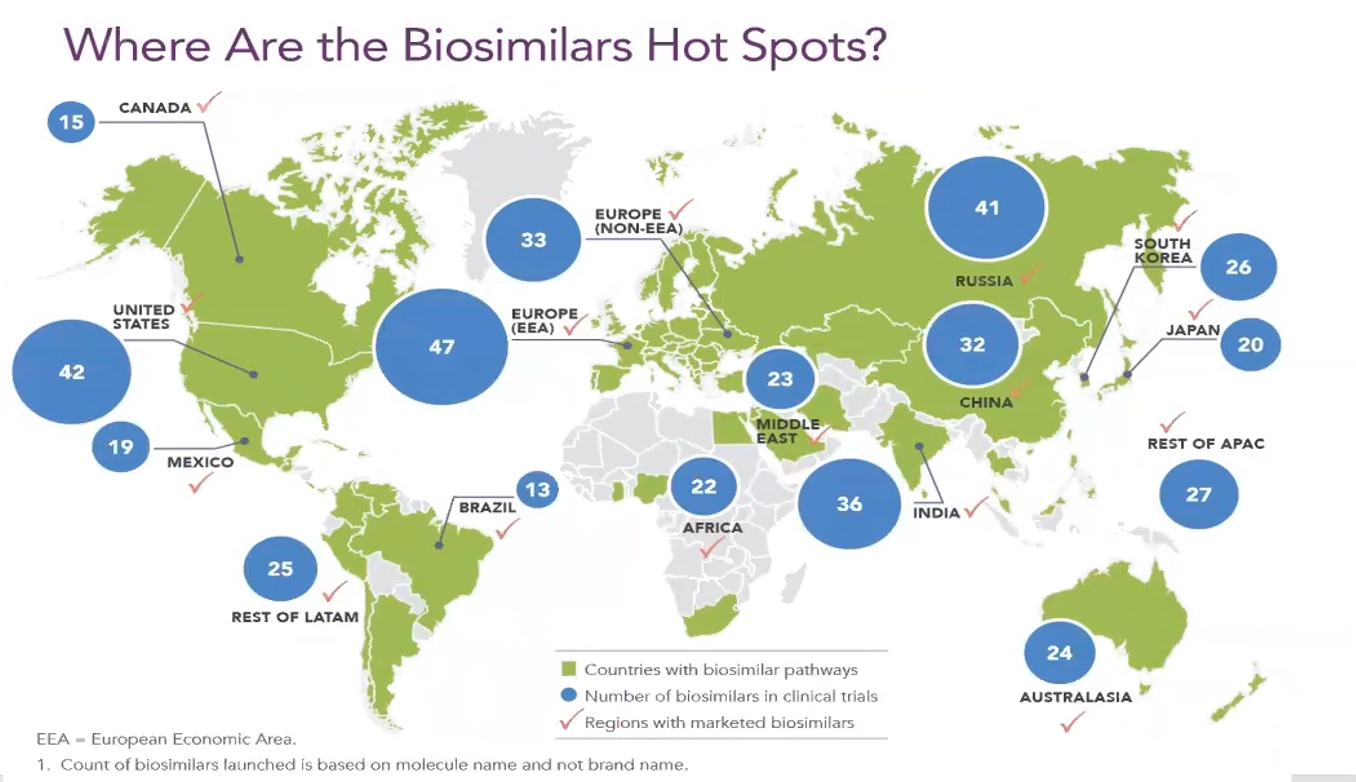 Where Are the Biosimilars Hot Spots?
CANADA
15
EUROPE
(NON-EEA)
33
41
RUSSIA
SOUTH
KOREA
26
UNITED
STATES
42
EUROPE
(EEA)
47
32
CHINA
JAPAN
20
23
MIDDLE
EAST
19
MEXICO
REST OF APAC
27
13
BRAZIL
22
AFRICA
36
INDIA
25
REST OF LATAM
24
AUSTRALASIA
Countries with biosimilar pathways
Number of biosimilars in clinical trials
Regions with marketed biosimilars
EEA = European Economic Area.
1. Count of biosimilars launched is based on molecule name and not brand name.